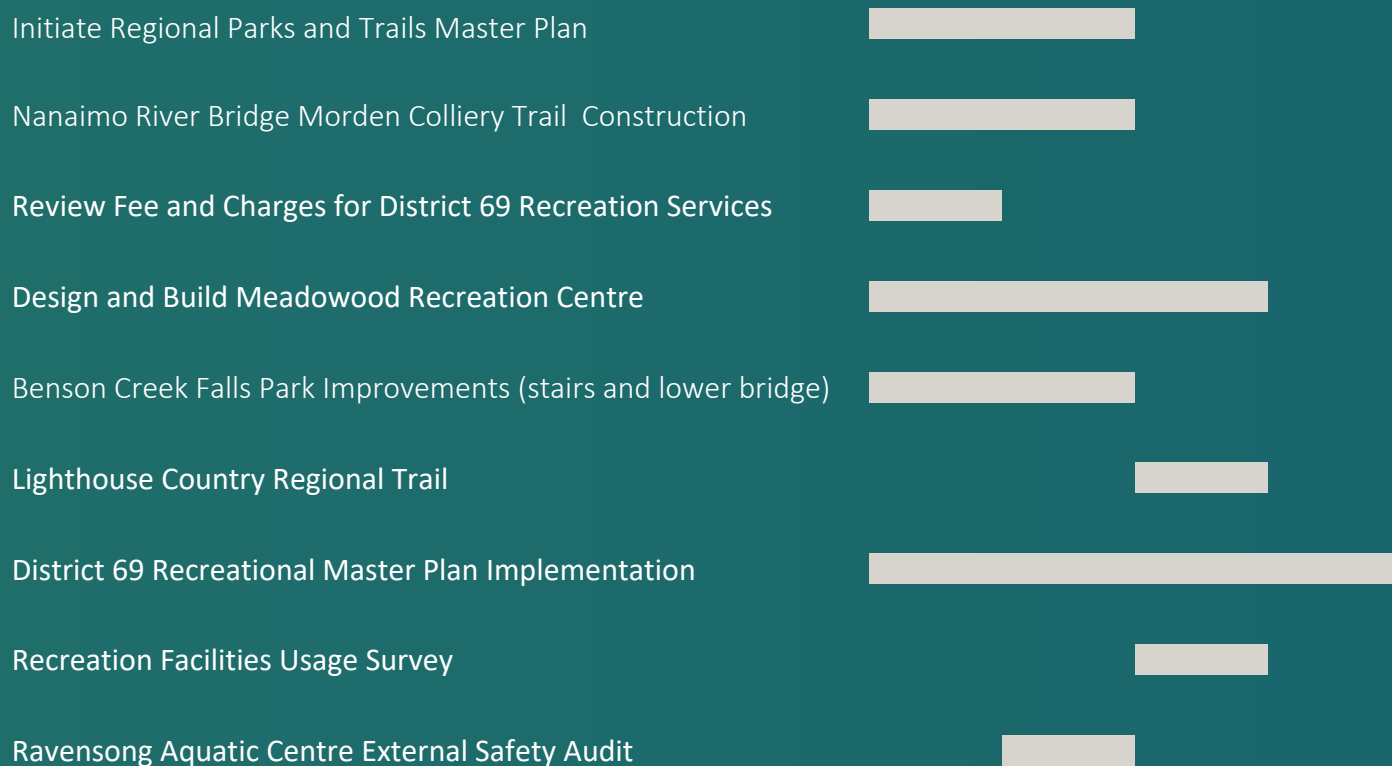 Initiate Regional Parks and Trails Master Plan
Nanaimo River Bridge Morden Colliery Trail  Construction
Review Fee and Charges for District 69 Recreation Services
Design and Build Meadowood Recreation Centre
Benson Creek Falls Park Improvements (stairs and lower bridge)
Lighthouse Country Regional Trail
District 69 Recreational Master Plan Implementation
Recreation Facilities Usage Survey
Ravensong Aquatic Centre External Safety Audit